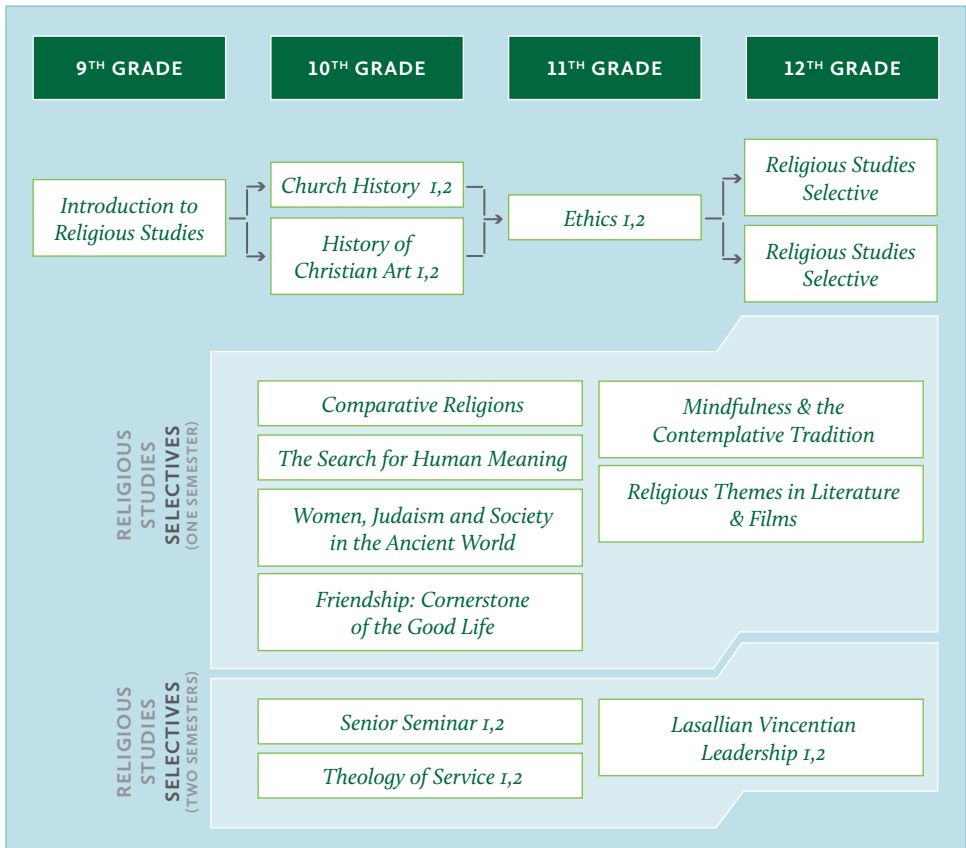 9TH GRADE
10TH GRADE
11TH GRADE
12TH GRADE
Introduction to
Religious Studies
Church History 1,2
History of
Christian Art 1,2
Ethics 1,2
Religious Studies
Selective
Religious Studies
Selective
RELIGIOUS
STUDIES
SELECTIVES
(ONE SEMESTER)
Comparative Religions
The Search for Human Meaning
Women, Judaism and Society
in the Ancient World
Friendship: Cornerstone
of the Good Life
Mindfulness & the
Contemplative Tradition
Religious Themes in Literature
& Films
RELIGIOUS
STUDIES
SELECTIVES
(TWO SEMESTERS)
Senior Seminar 1,2
Theology of Service 1,2
Lasallian Vincentian
Leadership 1,2